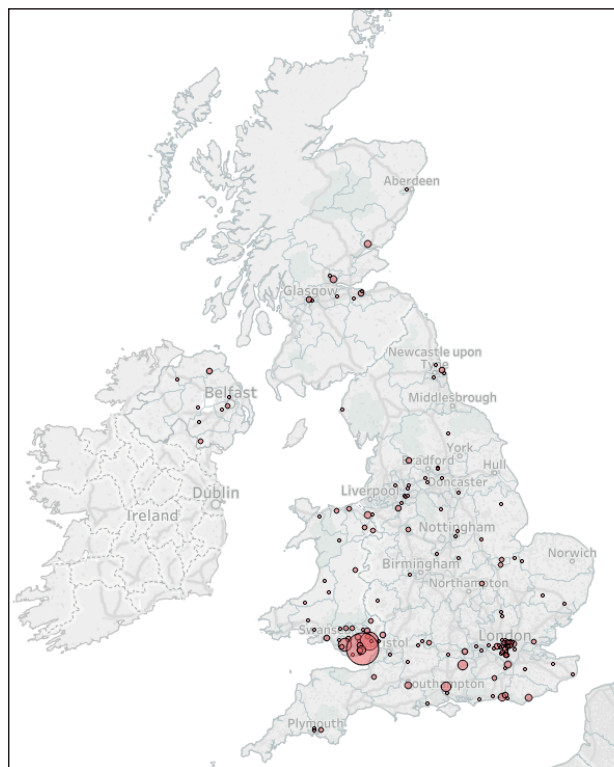 Aberdeen
Glasgow
Newcastle upon
Tyne
Belfast
Middlesbrough
York
Bradford
Hull
Dublin
Liverpool
Doncaster
Ireland
Nottingham
Norwich
Birmingham
Northampton
Swansea
Bristol
London
Southampton
Plymouth